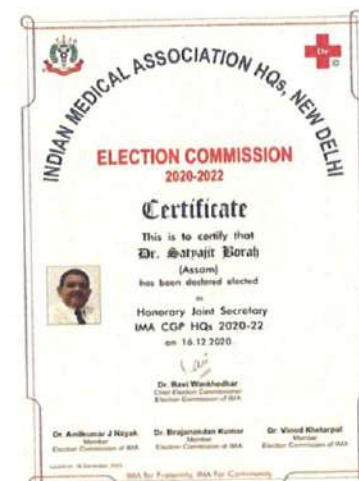 INDIAN MEDICAL ASSOCIATION HQs, NEW DELHI
Dr
ELECTION COMMISSION
2020-2022
Certificate
This is to certify that
Dr. Satyajit Borah
(Assam)
has been declared elected
as
Honorary Joint Secretary
IMA CGP HQs 2020-22
on 16.12.2020
Dr. Ravi Wankhedkar
Chief Election Commissioner
Election Commission of IMA
Dr. Anilkumar J Nayak
Member
Election Commission of IMA
Dr. Brajanandan Kumar
Member
Election Commission of IMA
Dr. Vinod Khetarpal
Member
Election Commission of IMA
IMA for Fraternity, IMA For Community